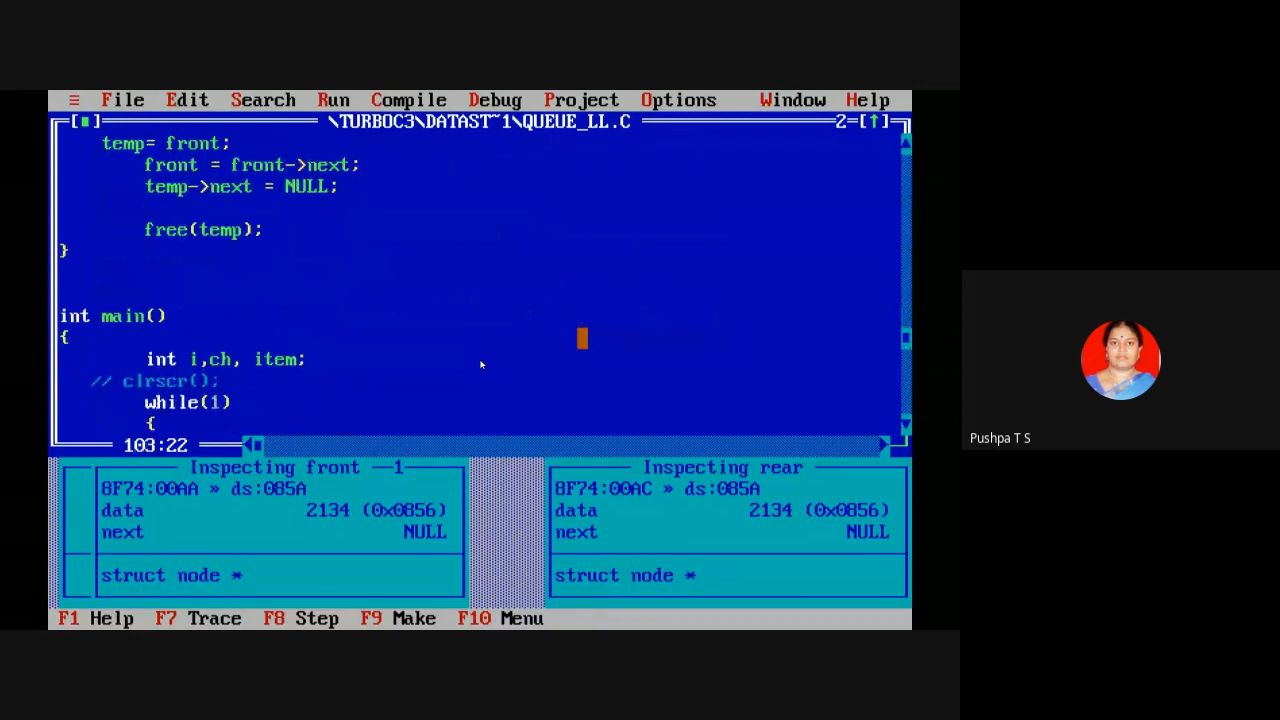 ≡ File Edit Search Run Compile Debug Project Options Window Help
[■] \TURBOC3\DATAST~1\QUEUE_LL.C 2=[↑]
temp= front;
front = front->next;
temp->next = NULL;
free(temp);
}
int main()
{
int i,ch, item;
// clrscr();
while(1)
{
103:22
Inspecting front 1
8F74:00AA » ds:085A
data 2134 (0x0856)
next NULL
struct node *
Inspecting rear
8F74:00AC » ds:085A
data 2134 (0x0856)
next NULL
struct node *
F1 Help F7 Trace F8 Step F9 Make F10 Menu
Pushpa T S